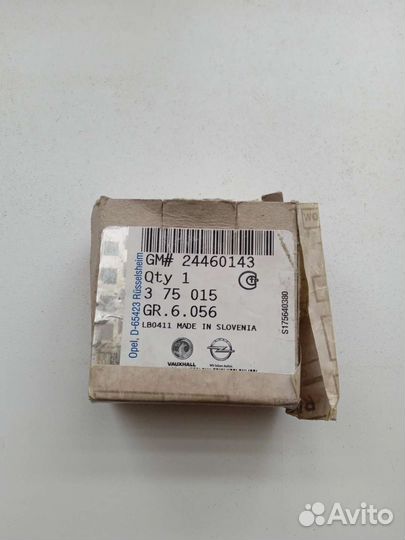 GM# 24460143
Qty 1
3 75 015
GR.6.056
LB0411 MADE IN SLOVENIA
VAUXHALL
Opel, D-65423 Rüsselsheim
S175640380
Avito